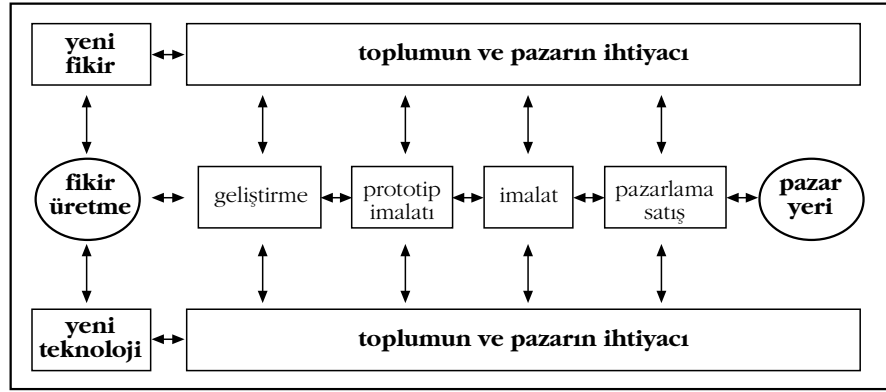 yeni
fikir
toplumun ve pazarın ihtiyacı
fikir
üretme
geliştirme
prototip
imalatı
imalat
pazarlama
satış
pazar
yeri
yeni
teknoloji
toplumun ve pazarın ihtiyacı